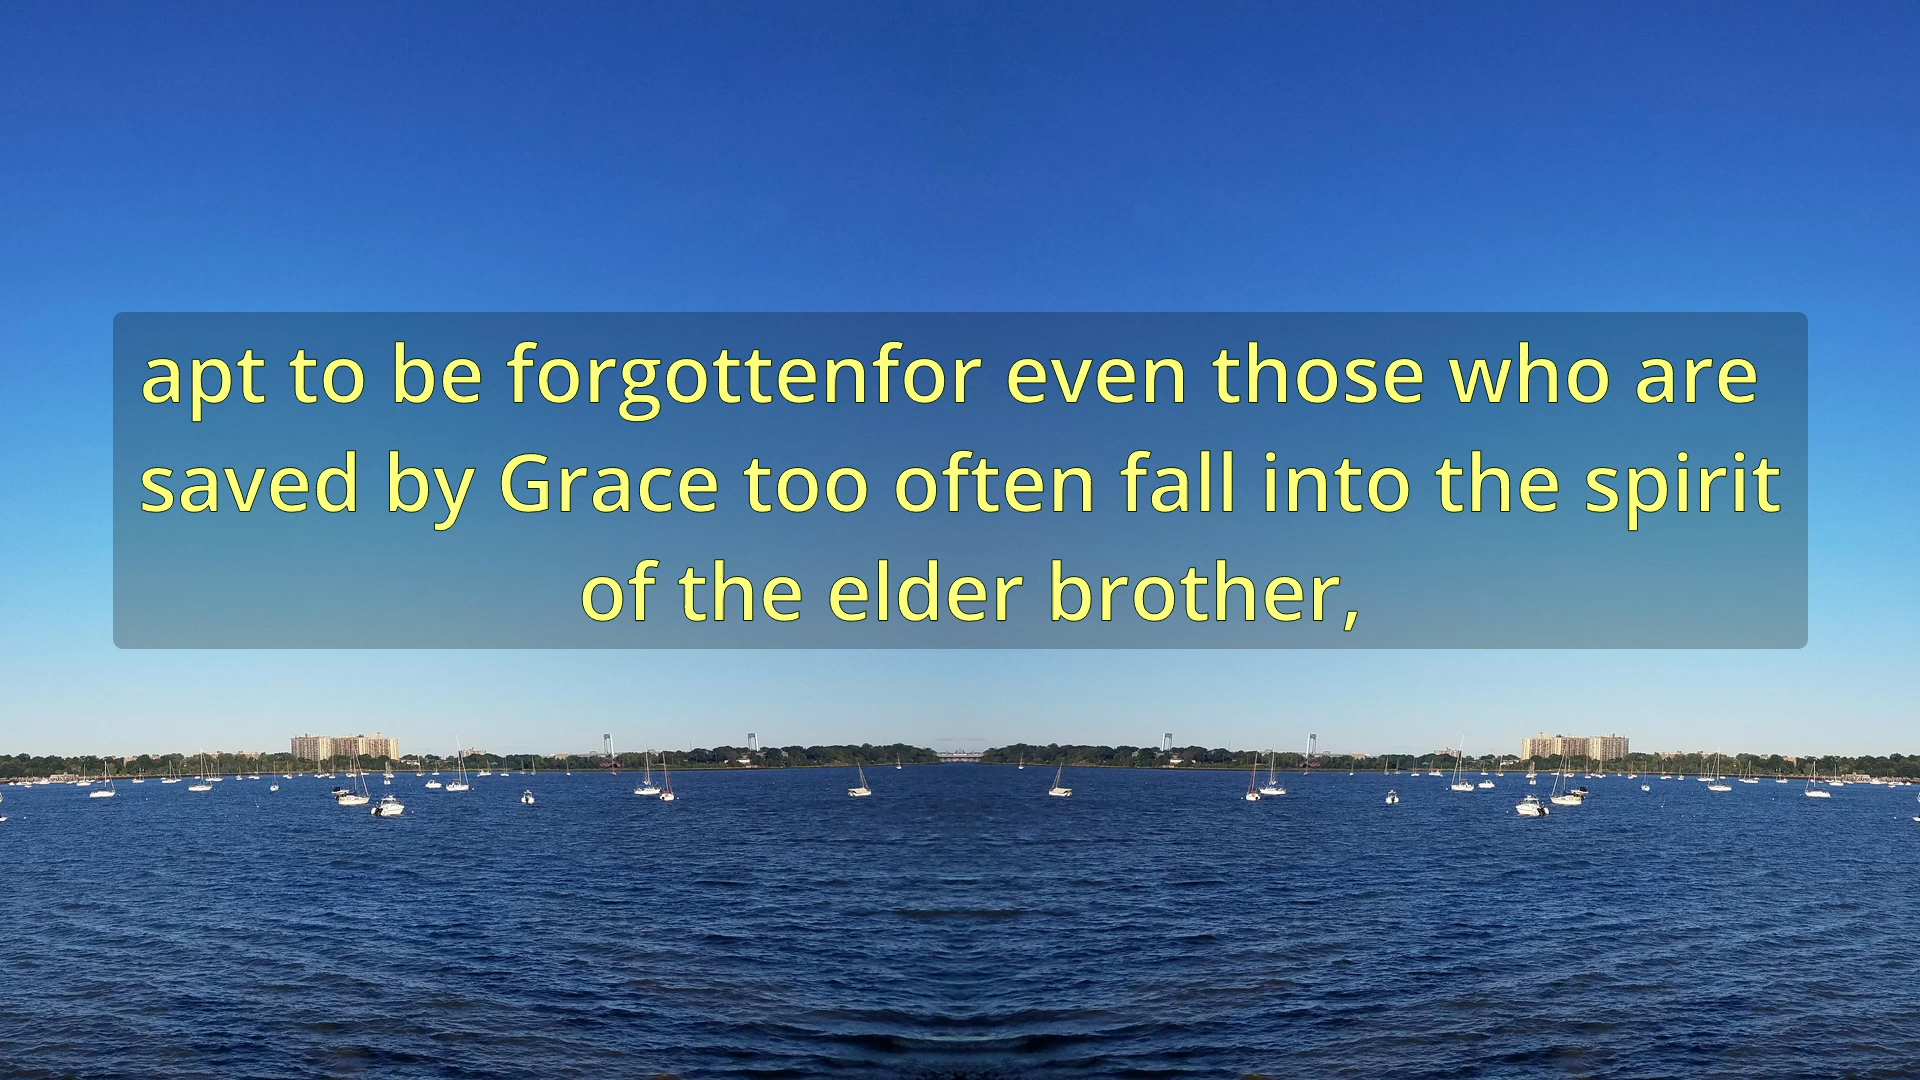 apt to be forgottenfor even those who are
saved by Grace too often fall into the spirit
of the elder brother,